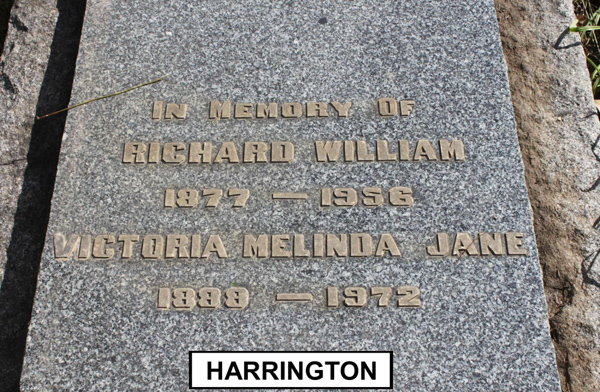 IN MEMORY OF
RICHARD WILLIAM
1877 — 1956
VICTORIA MELINDA JANE
1888 — 1972
HARRINGTON